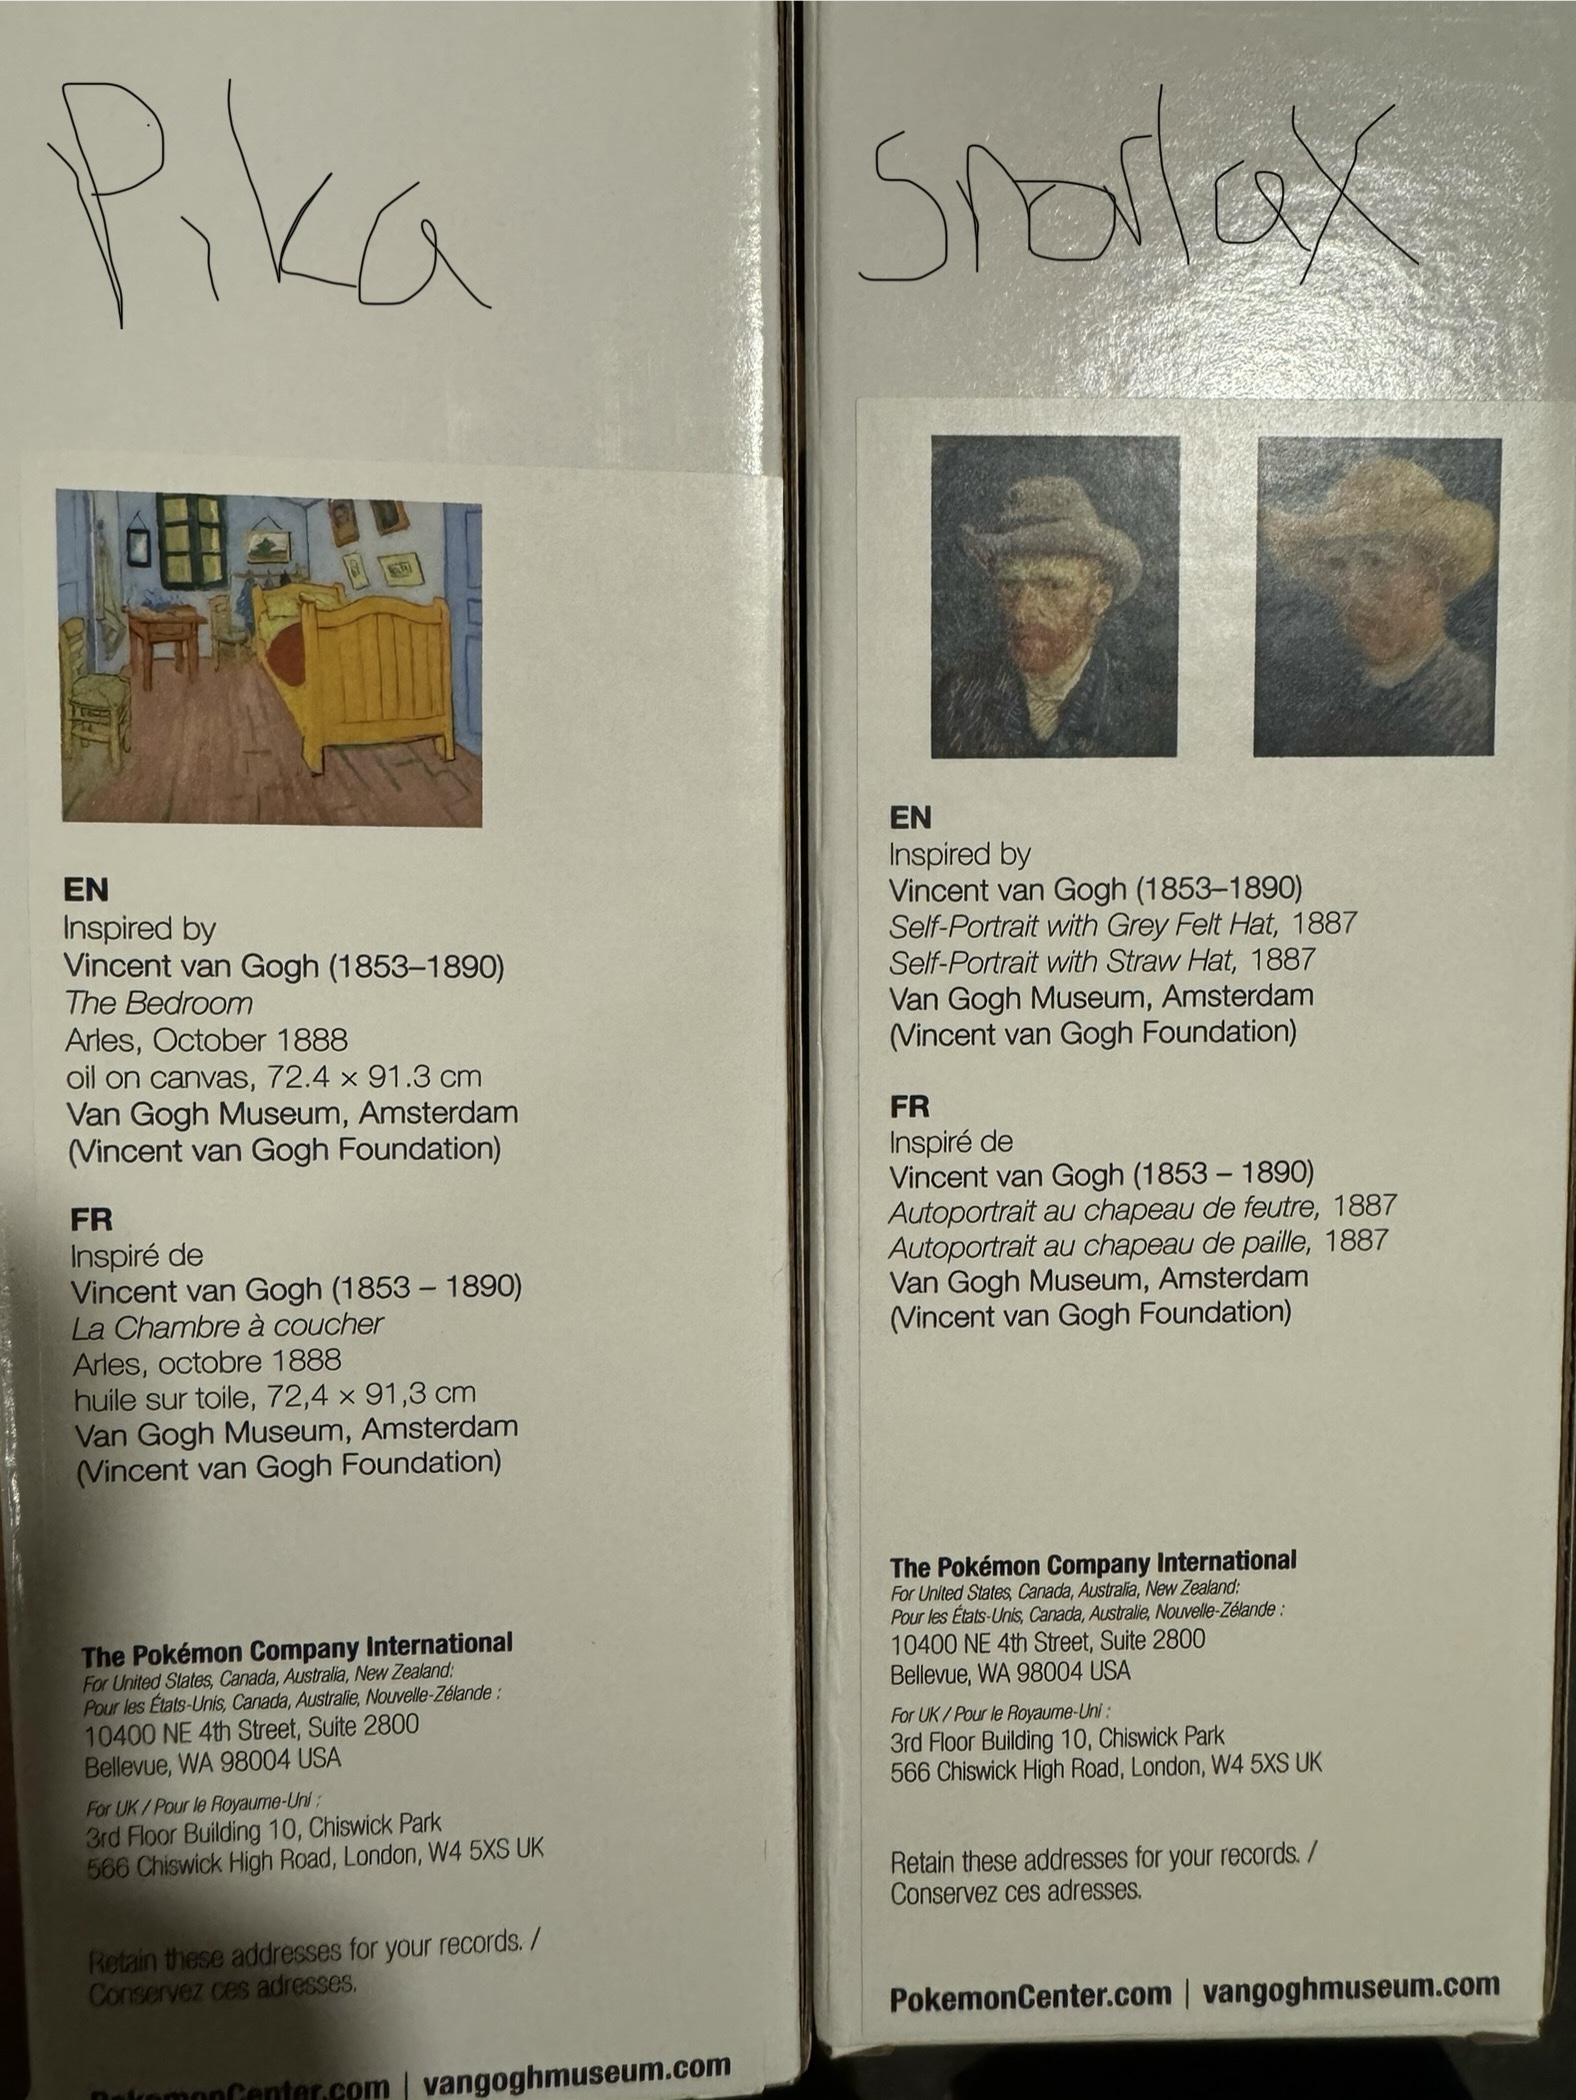 Pika
EN
Inspired by
Vincent van Gogh (1853–1890)
The Bedroom
Arles, October 1888
oil on canvas, 72.4 × 91.3 cm
Van Gogh Museum, Amsterdam
(Vincent van Gogh Foundation)
FR
Inspiré de
Vincent van Gogh (1853 – 1890)
La Chambre à coucher
Arles, octobre 1888
huile sur toile, 72,4 × 91,3 cm
Van Gogh Museum, Amsterdam
(Vincent van Gogh Foundation)
The Pokémon Company International
For United States, Canada, Australia, New Zealand:
Pour les États-Unis, Canada, Australie, Nouvelle-Zélande :
10400 NE 4th Street, Suite 2800
Bellevue, WA 98004 USA
For UK / Pour le Royaume-Uni :
3rd Floor Building 10, Chiswick Park
566 Chiswick High Road, London, W4 5XS UK
Retain these addresses for your records. /
Conservez ces adresses.
PokemonCenter.com | vangoghmuseum.com
Snorlax
EN
Inspired by
Vincent van Gogh (1853–1890)
Self-Portrait with Grey Felt Hat, 1887
Self-Portrait with Straw Hat, 1887
Van Gogh Museum, Amsterdam
(Vincent van Gogh Foundation)
FR
Inspiré de
Vincent van Gogh (1853 – 1890)
Autoportrait au chapeau de feutre, 1887
Autoportrait au chapeau de paille, 1887
Van Gogh Museum, Amsterdam
(Vincent van Gogh Foundation)
The Pokémon Company International
For United States, Canada, Australia, New Zealand:
Pour les États-Unis, Canada, Australie, Nouvelle-Zélande :
10400 NE 4th Street, Suite 2800
Bellevue, WA 98004 USA
For UK / Pour le Royaume-Uni :
3rd Floor Building 10, Chiswick Park
566 Chiswick High Road, London, W4 5XS UK
Retain these addresses for your records. /
Conservez ces adresses.
PokemonCenter.com | vangoghmuseum.com